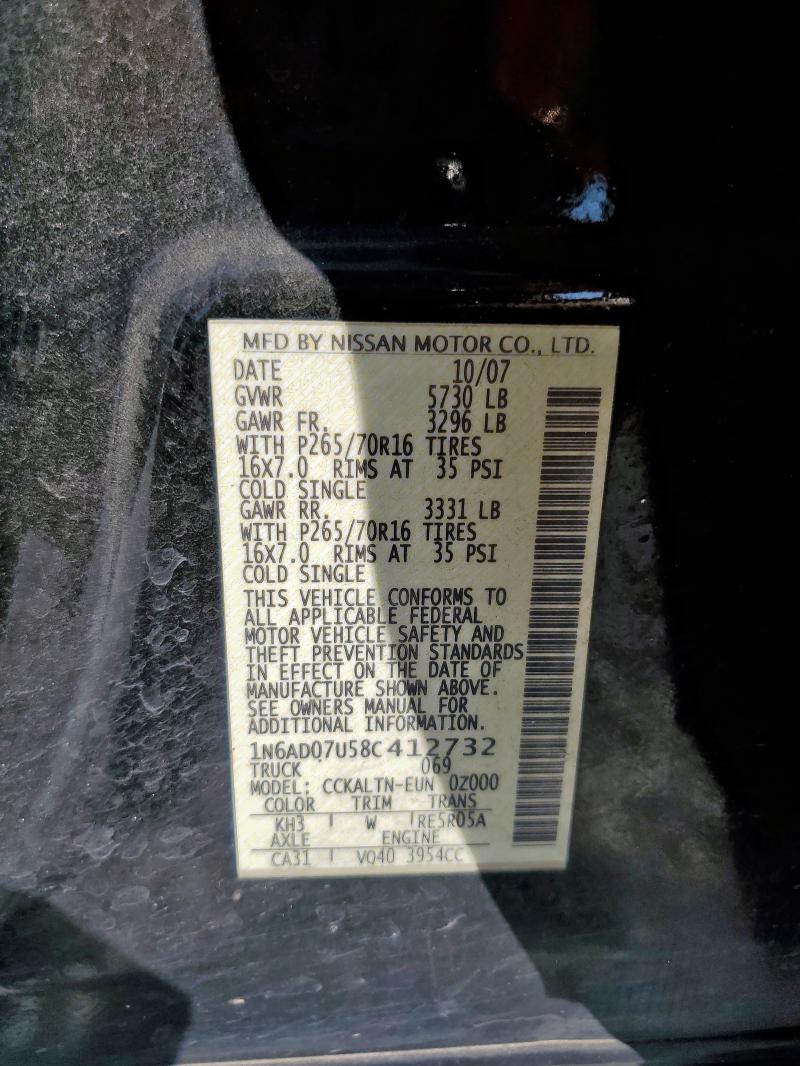 MFD BY NISSAN MOTOR CO., LTD.
DATE 10/07
GVWR 5730 LB
GAWR FR. 3296 LB
WITH P265/70R16 TIRES
16X7.0 RIMS AT 35 PSI
COLD SINGLE
GAWR RR. 3331 LB
WITH P265/70R16 TIRES
16X7.0 RIMS AT 35 PSI
COLD SINGLE
THIS VEHICLE CONFORMS TO
ALL APPLICABLE FEDERAL
MOTOR VEHICLE SAFETY AND
THEFT PREVENTION STANDARDS
IN EFFECT ON THE DATE OF
MANUFACTURE SHOWN ABOVE.
SEE OWNERS MANUAL FOR
ADDITIONAL INFORMATION.
1N6AD07U58C412732
TRUCK 069
MODEL: CCKALTN-EUN 0Z000
COLOR TRIM TRANS
KH3 W RE5R05A
AXLE ENGINE
CA31 VQ40 3954CC